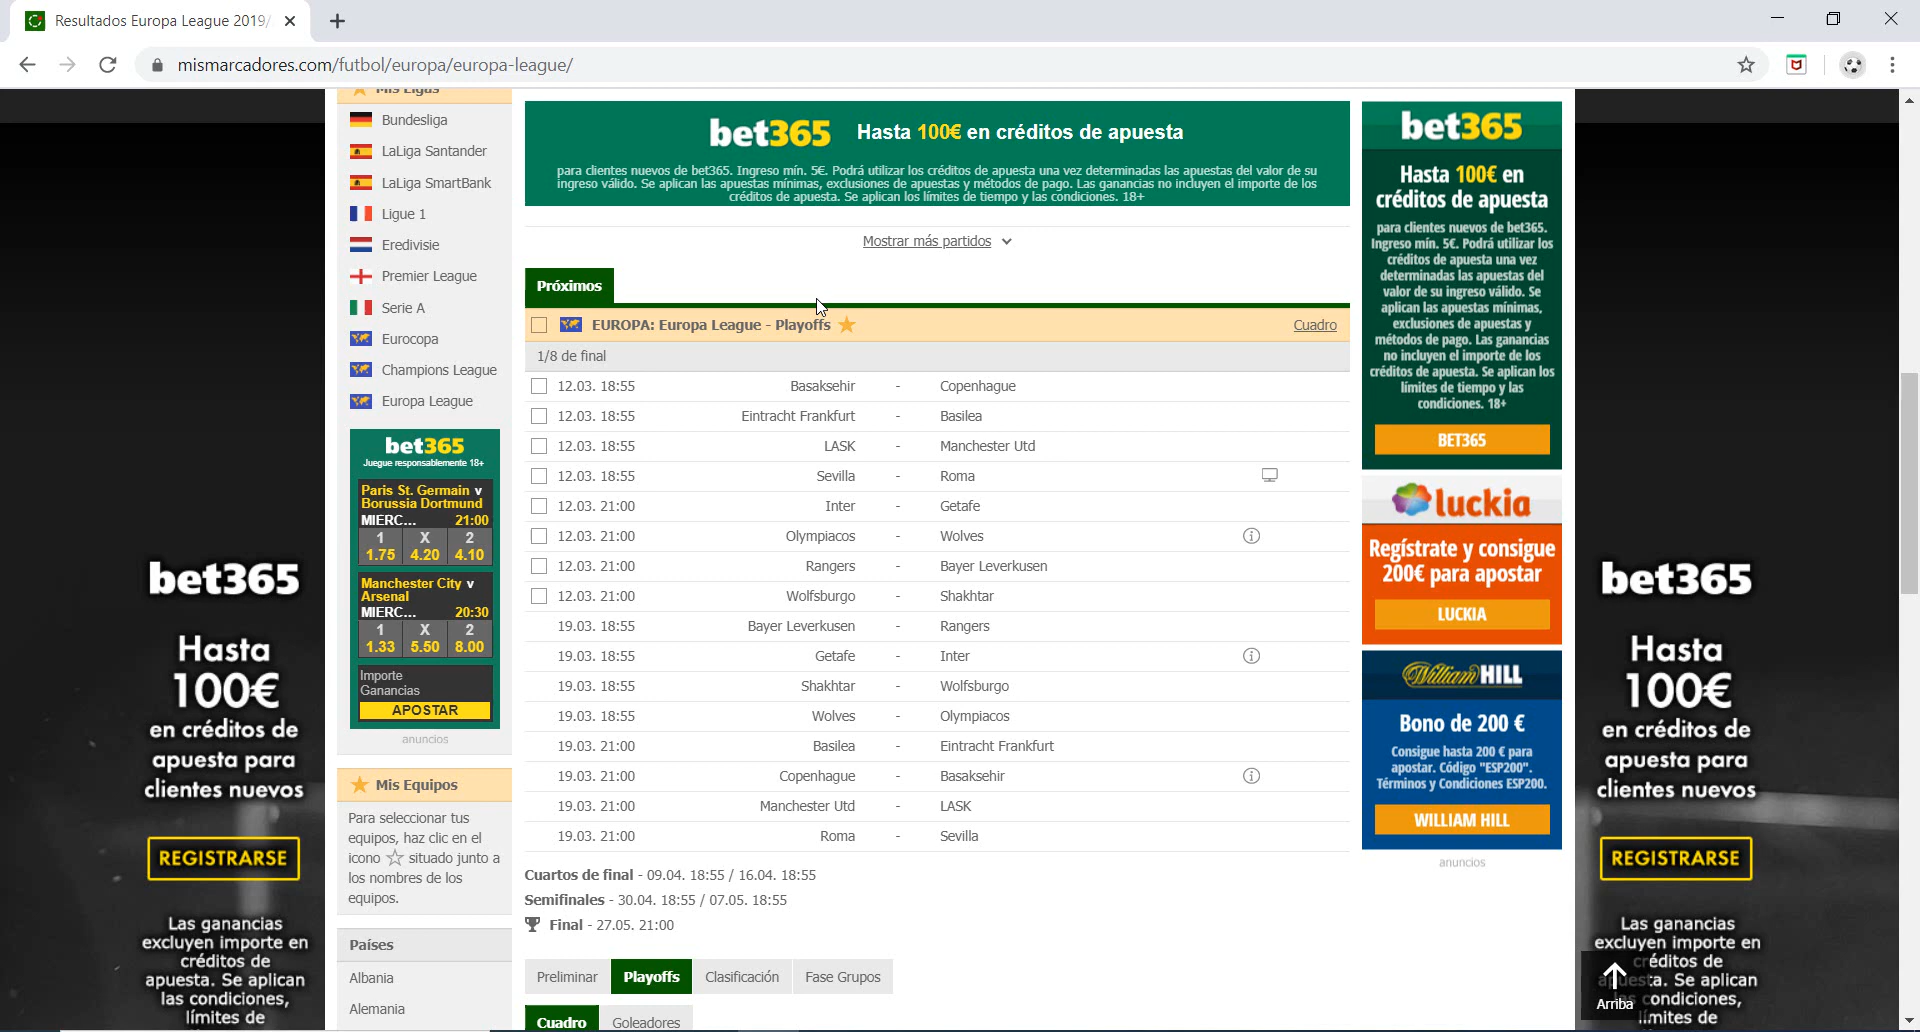 Resultados Europa League 2019/
mismarcadores.com/futbol/europa/europa-league/
Mis Ligas
Bundesliga
LaLiga Santander
LaLiga SmartBank
Ligue 1
Eredivisie
Premier League
Serie A
Eurocopa
Champions League
Europa League
bet365
Juegue responsablemente 18+
Paris St. Germain v
Borussia Dortmund
MIERC... 21:00
1 X 2
1.75 4.20 4.10
Manchester City v
Arsenal
MIERC... 20:30
1 X 2
1.33 5.50 8.00
Importe
Ganancias
APOSTAR
anuncios
Mis Equipos
Para seleccionar tus
equipos, haz clic en el
icono situado junto a
los nombres de los
equipos.
Países
Albania
Alemania
bet365 Hasta 100€ en créditos de apuesta
para clientes nuevos de bet365. Ingreso mín. 5€. Podrá utilizar los créditos de apuesta una vez determinadas las apuestas del valor de su
ingreso válido. Se aplican las apuestas mínimas, exclusiones de apuestas y métodos de pago. Las ganancias no incluyen el importe de los
créditos de apuesta. Se aplican los límites de tiempo y las condiciones. 18+
Mostrar más partidos
Próximos
EUROPA: Europa League - Playoffs Cuadro
1/8 de final
12.03. 18:55 Basaksehir - Copenhague
12.03. 18:55 Eintracht Frankfurt - Basilea
12.03. 18:55 LASK - Manchester Utd
12.03. 18:55 Sevilla - Roma
12.03. 21:00 Inter - Getafe
12.03. 21:00 Olympiacos - Wolves
12.03. 21:00 Rangers - Bayer Leverkusen
12.03. 21:00 Wolfsburgo - Shakhtar
19.03. 18:55 Bayer Leverkusen - Rangers
19.03. 18:55 Getafe - Inter
19.03. 18:55 Shakhtar - Wolfsburgo
19.03. 18:55 Wolves - Olympiacos
19.03. 21:00 Basilea - Eintracht Frankfurt
19.03. 21:00 Copenhague - Basaksehir
19.03. 21:00 Manchester Utd - LASK
19.03. 21:00 Roma - Sevilla
Cuartos de final - 09.04. 18:55 / 16.04. 18:55
Semifinales - 30.04. 18:55 / 07.05. 18:55
Final - 27.05. 21:00
Preliminar Playoffs Clasificación Fase Grupos
Cuadro Goleadores
bet365
Hasta 100€ en
créditos de apuesta
para clientes nuevos de bet365.
Ingreso mín. 5€. Podrá utilizar los
créditos de apuesta una vez
determinadas las apuestas del
valor de su ingreso válido. Se
aplican las apuestas mínimas,
exclusiones de apuestas y
métodos de pago. Las ganancias
no incluyen el importe de los
créditos de apuesta. Se aplican los
límites de tiempo y las
condiciones. 18+
BET365
luckia
Regístrate y consigue
200€ para apostar
LUCKIA
William HILL
Bono de 200 €
Consigue hasta 200 € para
apostar. Código "ESP200".
Términos y Condiciones ESP200.
WILLIAM HILL
anuncios
bet365
Hasta
100€
en créditos de
apuesta para
clientes nuevos
REGISTRARSE
Las ganancias
excluyen importe en
créditos de
apuesta. Se aplican
las condiciones,
límites de
bet365
Hasta
100€
en créditos de
apuesta para
clientes nuevos
REGISTRARSE
Las ganancias
excluyen importe en
créditos de
apuesta. Se aplican
las condiciones,
límites de
Arriba